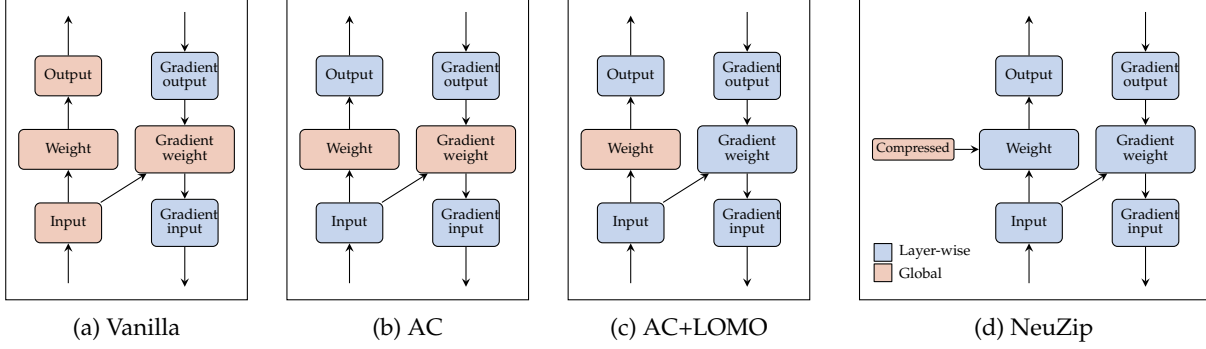 Output
Gradient
output
Weight
Gradient
weight
Input
Gradient
input
(a) Vanilla
Output
Gradient
output
Weight
Gradient
weight
Input
Gradient
input
(b) AC
Output
Gradient
output
Weight
Gradient
weight
Input
Gradient
input
(c) AC+LOMO
Output
Gradient
output
Compressed
Weight
Gradient
weight
Input
Gradient
input
Layer-wise
Global
(d) NeuZip